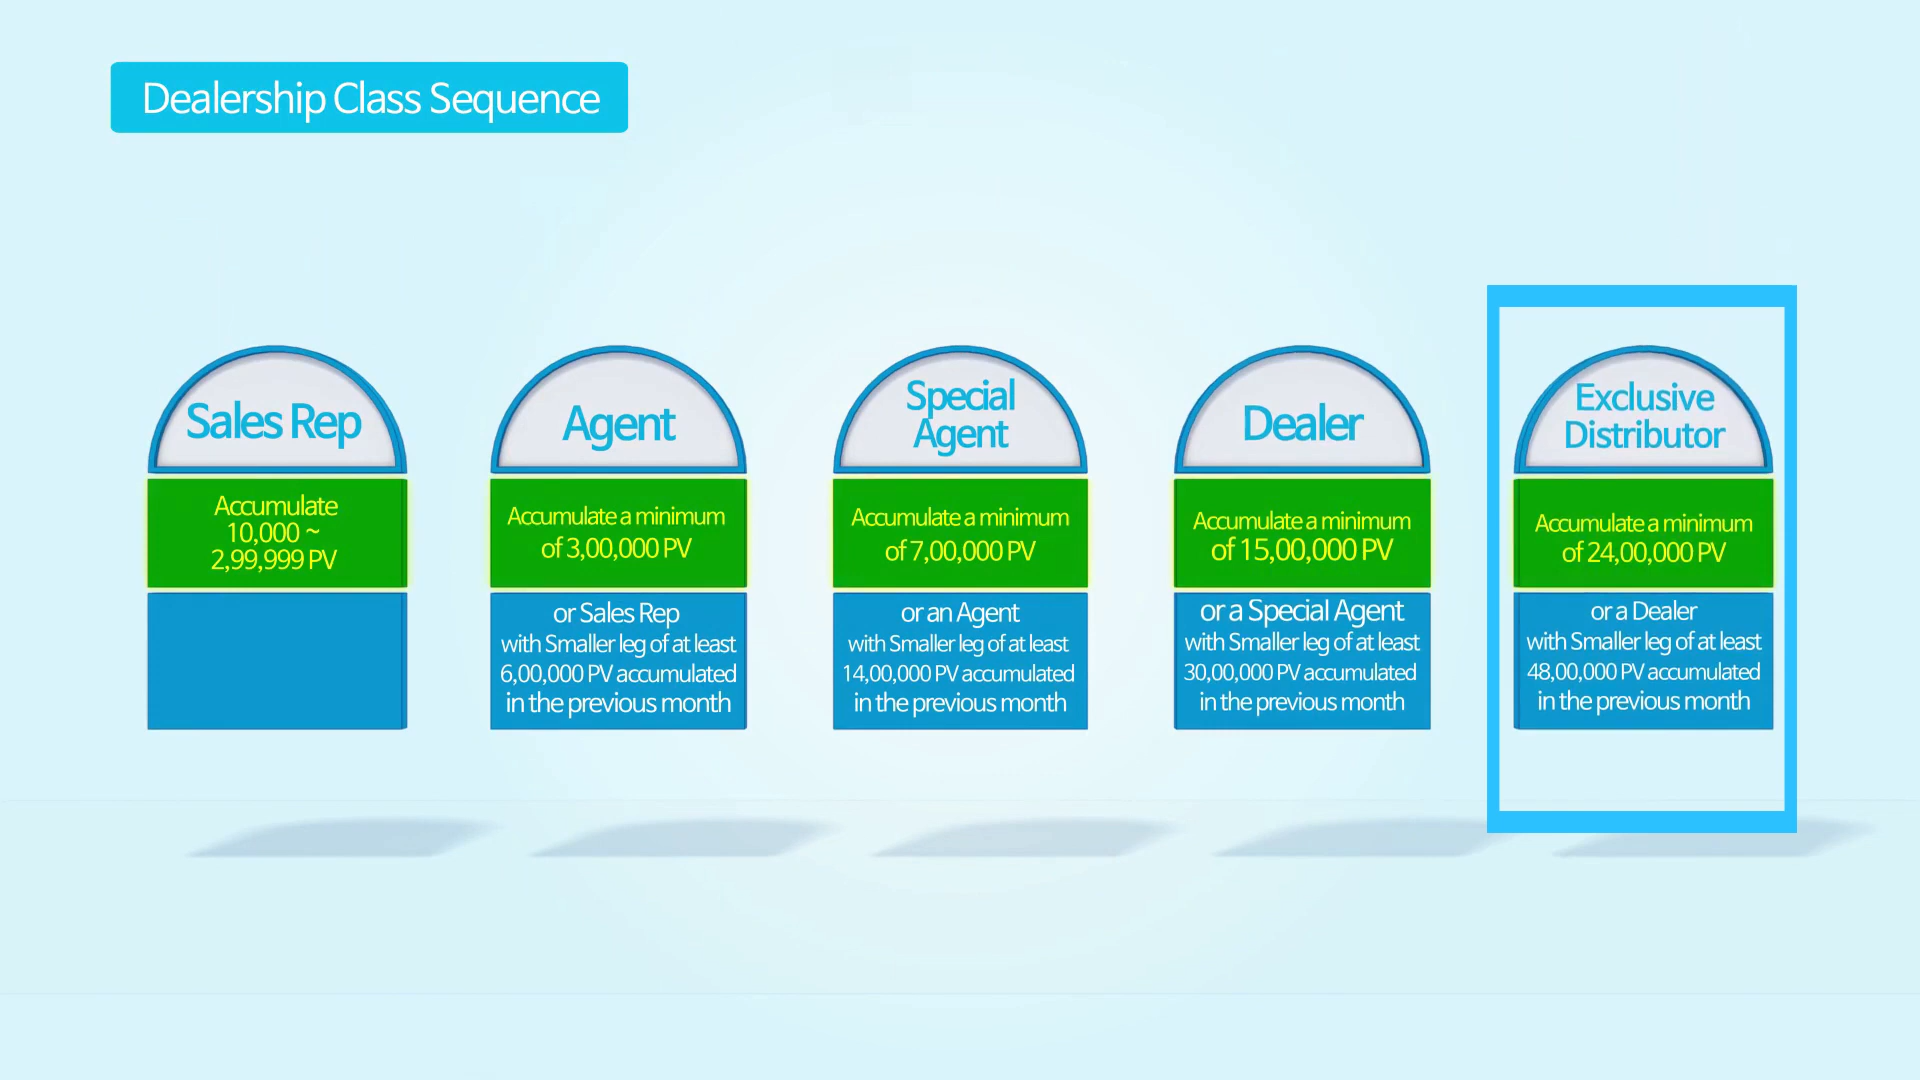 Dealership Class Sequence
Sales Rep
Accumulate
10,000 ~
2,99,999 PV
Agent
Accumulate a minimum
of 3,00,000 PV
or Sales Rep
with Smaller leg of at least
6,00,000 PV accumulated
in the previous month
Special
Agent
Accumulate a minimum
of 7,00,000 PV
or an Agent
with Smaller leg of at least
14,00,000 PV accumulated
in the previous month
Dealer
Accumulate a minimum
of 15,00,000 PV
or a Special Agent
with Smaller leg of at least
30,00,000 PV accumulated
in the previous month
Exclusive
Distributor
Accumulate a minimum
of 24,00,000 PV
or a Dealer
with Smaller leg of at least
48,00,000 PV accumulated
in the previous month